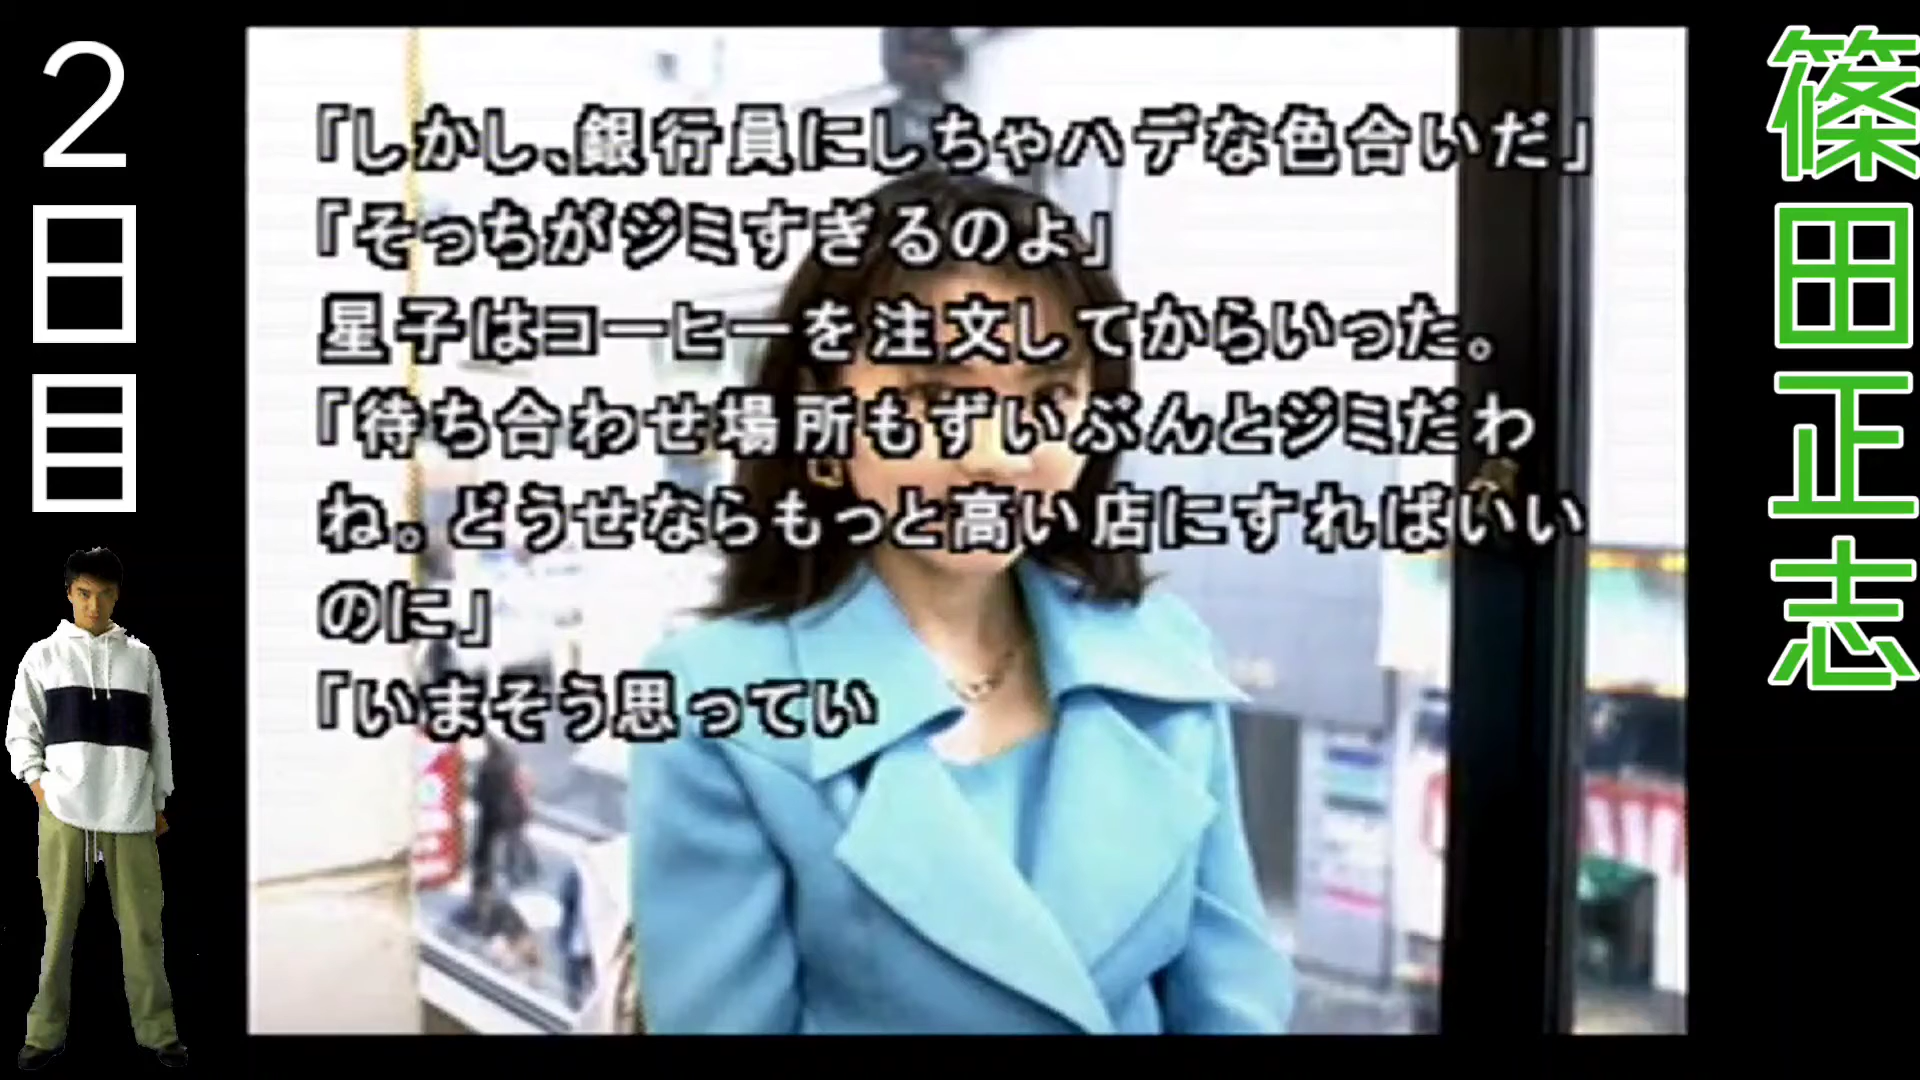 2日目
「しかし、銀行員にしちゃハデな色合いだ」
「そっちがジミすぎるのよ」
星子はコーヒーを注文してからいった。
「待ち合わせ場所もずいぶんとジミだわ
ね。どうせならもっと高い店にすればいい
のに」
「いまそう思ってい
篠田正志